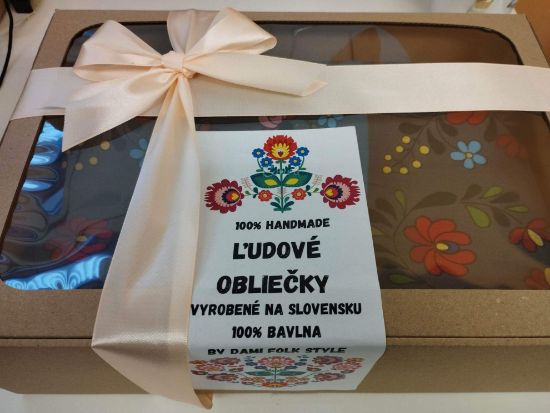 100% HANDMADE
ĽUDOVÉ
OBLIEČKY
VYROBENÉ NA SLOVENSKU
100% BAVLNA
BY DAMI FOLK STYLE